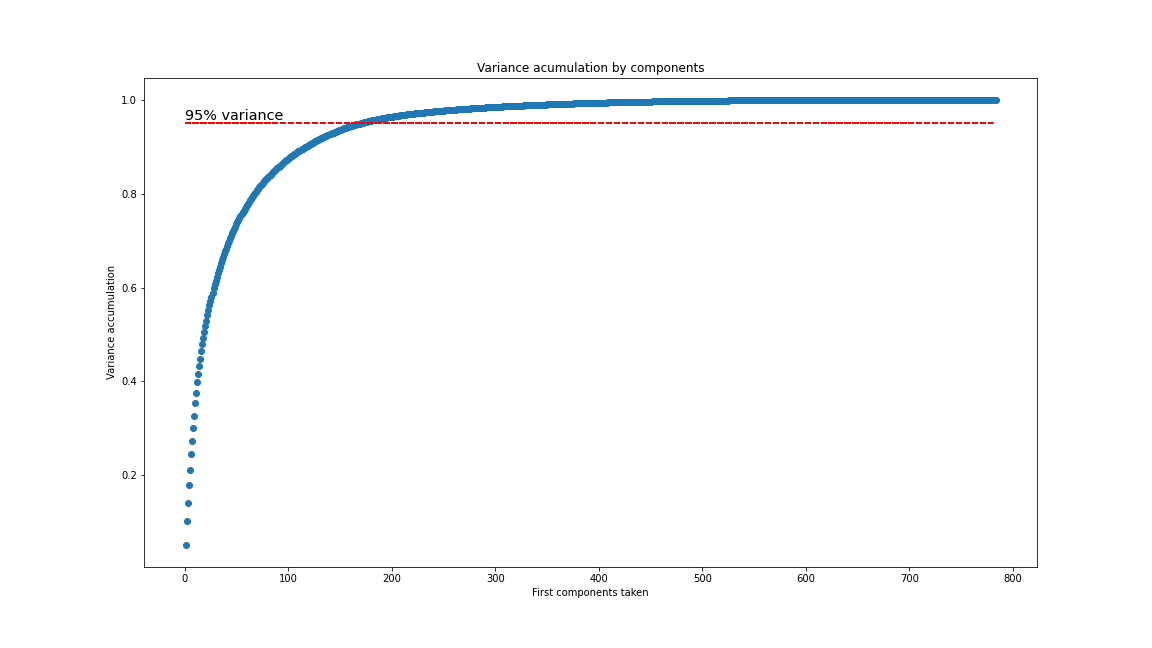 Variance acumulation by components
1.0
95% variance
0.8
0.6
Variance accumulation
0.4
0.2
0 100 200 300 400 500 600 700 800
First components taken